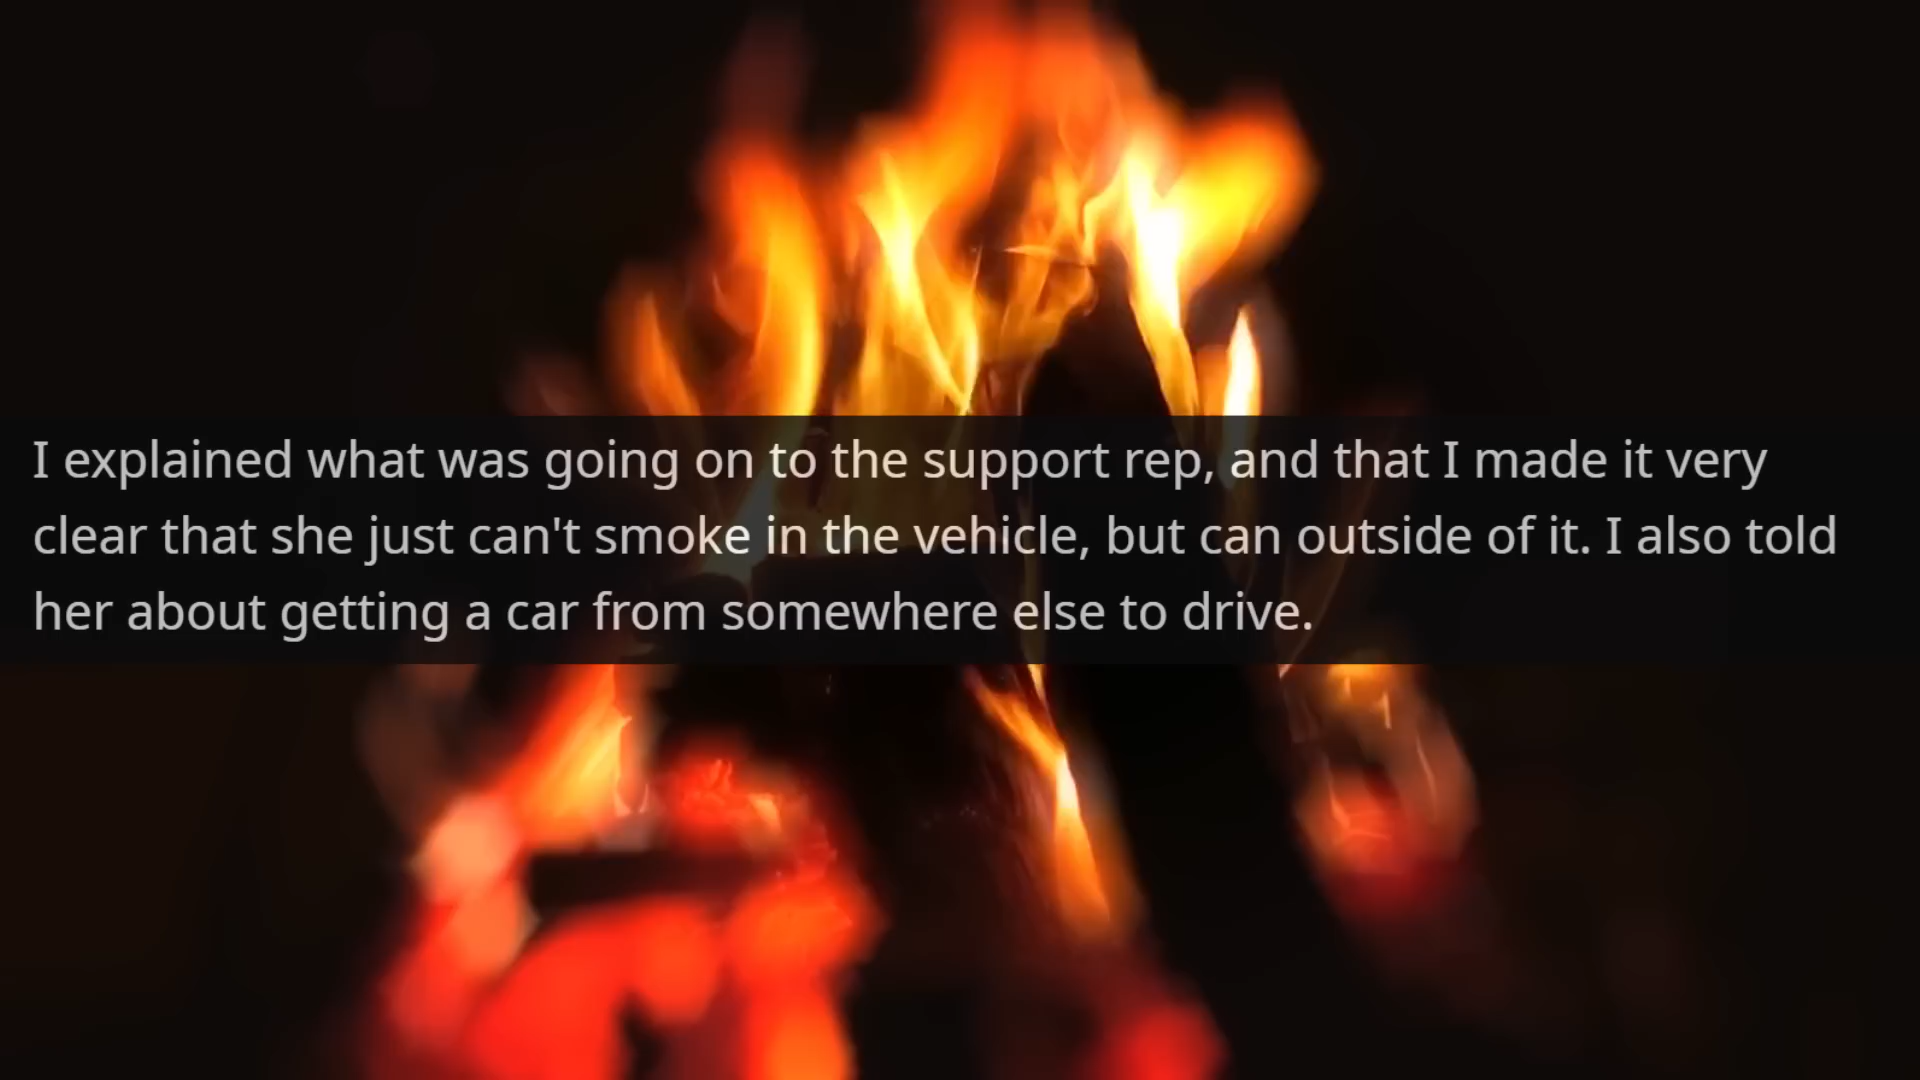 I explained what was going on to the support rep, and that I made it very
clear that she just can't smoke in the vehicle, but can outside of it. I also told
her about getting a car from somewhere else to drive.